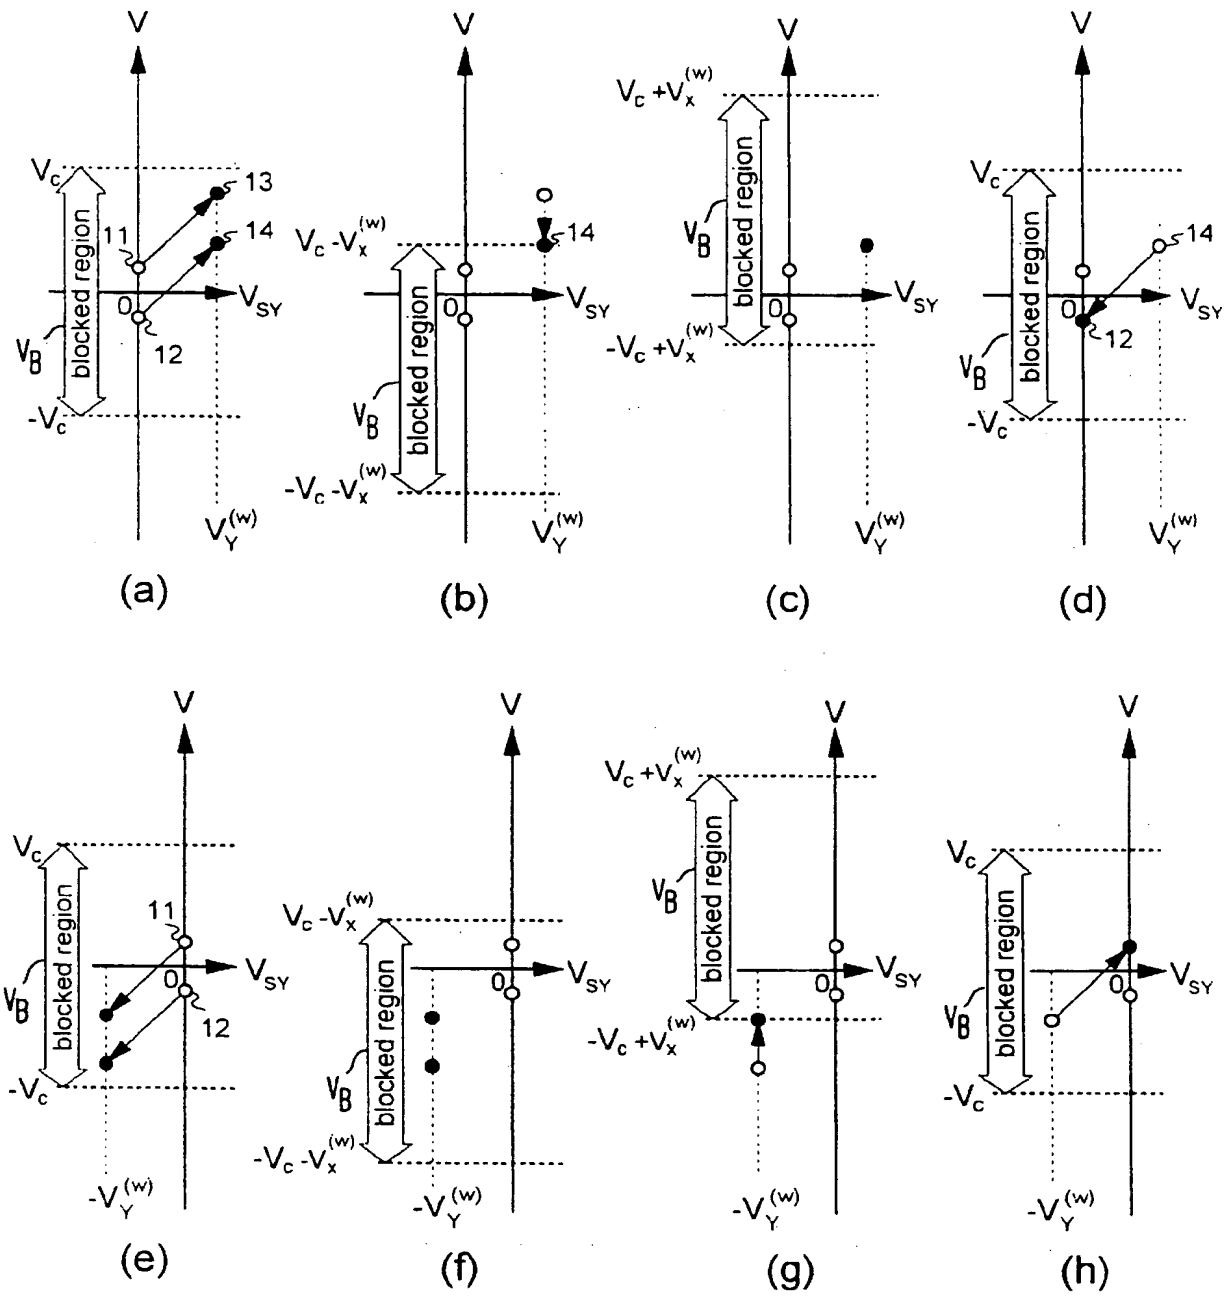 V
V_c
blocked region
V_B
11
13
14
0
12
V_SY
-V_c
V_Y^(w)
(a)
V
V_c -V_x^(w)
14
0
V_SY
V_B
blocked region
-V_c -V_x^(w)
V_Y^(w)
(b)
V
V_c +V_x^(w)
V_B
blocked region
0
V_SY
-V_c +V_x^(w)
V_Y^(w)
(c)
V
V_c
blocked region
14
0
V_SY
12
V_B
-V_c
V_Y^(w)
(d)
V
V_c
11
blocked region
0
V_SY
V_B
12
-V_c
-V_Y^(w)
(e)
V
V_c -V_x^(w)
0
V_SY
V_B
blocked region
-V_c -V_x^(w)
-V_Y^(w)
(f)
V
V_c +V_x^(w)
V_B
blocked region
0
V_SY
-V_c +V_x^(w)
-V_Y^(w)
(g)
V
V_c
blocked region
0
V_SY
V_B
-V_c
-V_Y^(w)
(h)